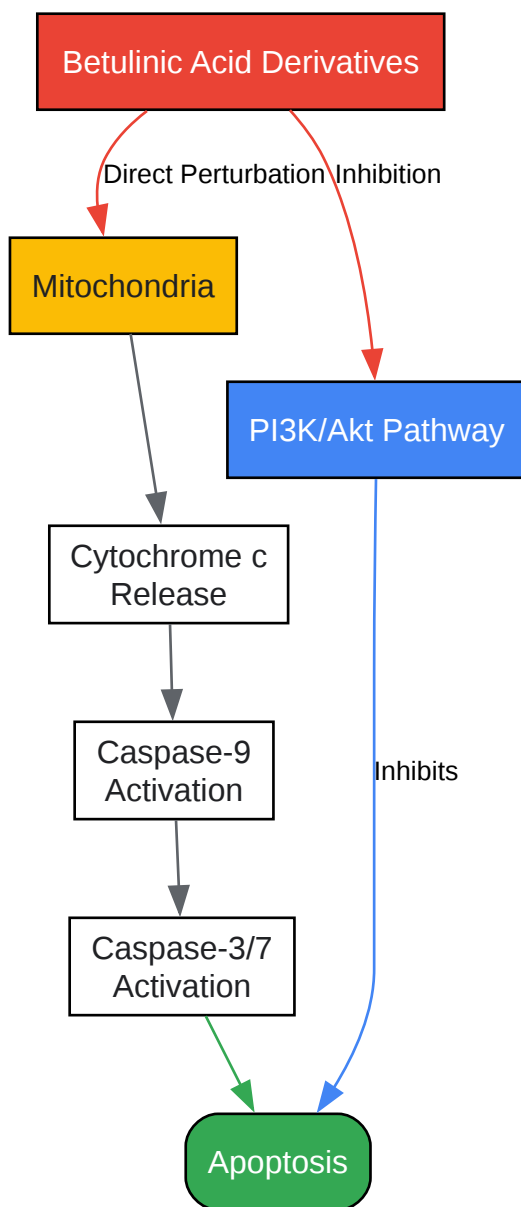 Betulinic Acid Derivatives
Direct Perturbation
Inhibition
Mitochondria
PI3K/Akt Pathway
Cytochrome c
Release
Caspase-9
Activation
Inhibits
Caspase-3/7
Activation
Apoptosis